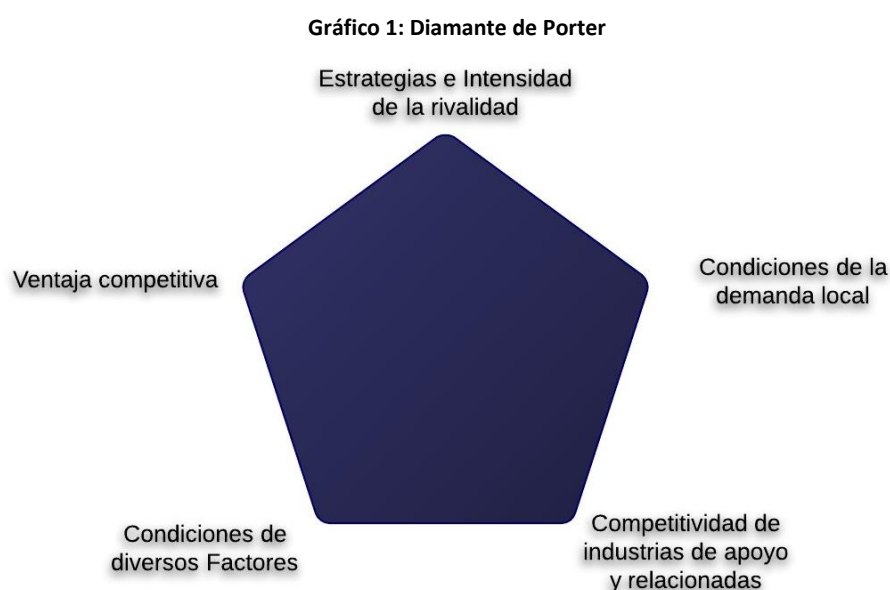 Gráfico 1: Diamante de Porter
Estrategias e Intensidad
de la rivalidad
Ventaja competitiva
Condiciones de la
demanda local
Condiciones de
diversos Factores
Competitividad de
industrias de apoyo
y relacionadas